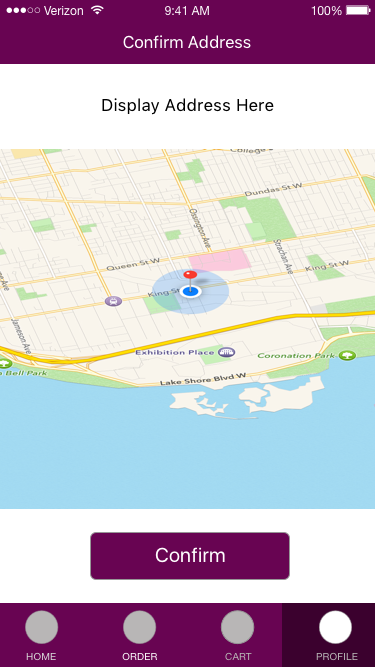 Verizon 9:41 AM 100%
Confirm Address
Display Address Here
College S
Dundas St W
Ossington Ave
Strachan Ave
Queen St W
King St W
King St W
Jameson Ave
Exhibition Place
Coronation Park
Bell Park
Lake Shore Blvd W
Confirm
HOME ORDER CART PROFILE